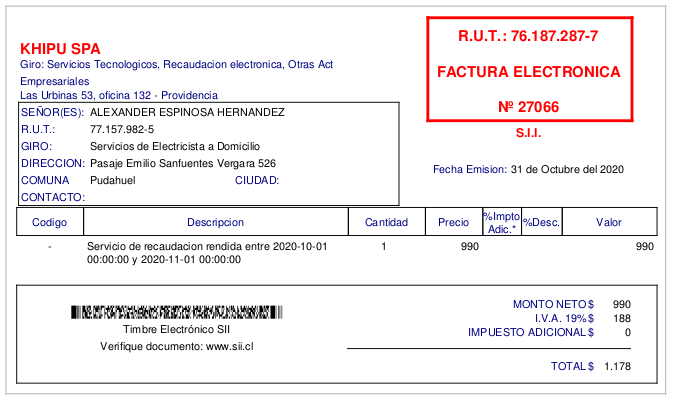 KHIPU SPA
Giro: Servicios Tecnologicos, Recaudacion electronica, Otras Act
Empresariales
Las Urbinas 53, oficina 132 - Providencia
R.U.T.: 76.187.287-7
FACTURA ELECTRONICA
Nº 27066
S.I.I.
Fecha Emision: 31 de Octubre del 2020
SEÑOR(ES): ALEXANDER ESPINOSA HERNANDEZ
R.U.T.: 77.157.982-5
GIRO: Servicios de Electricista a Domicilio
DIRECCION: Pasaje Emilio Sanfuentes Vergara 526
COMUNA Pudahuel CIUDAD:
CONTACTO:
Codigo Descripcion Cantidad Precio %Impto Adic.* %Desc. Valor
- Servicio de recaudacion rendida entre 2020-10-01 1 990 990
00:00:00 y 2020-11-01 00:00:00
Timbre Electrónico SII
Verifique documento: www.sii.cl
MONTO NETO $ 990
I.V.A. 19% $ 188
IMPUESTO ADICIONAL $ 0
TOTAL $ 1.178